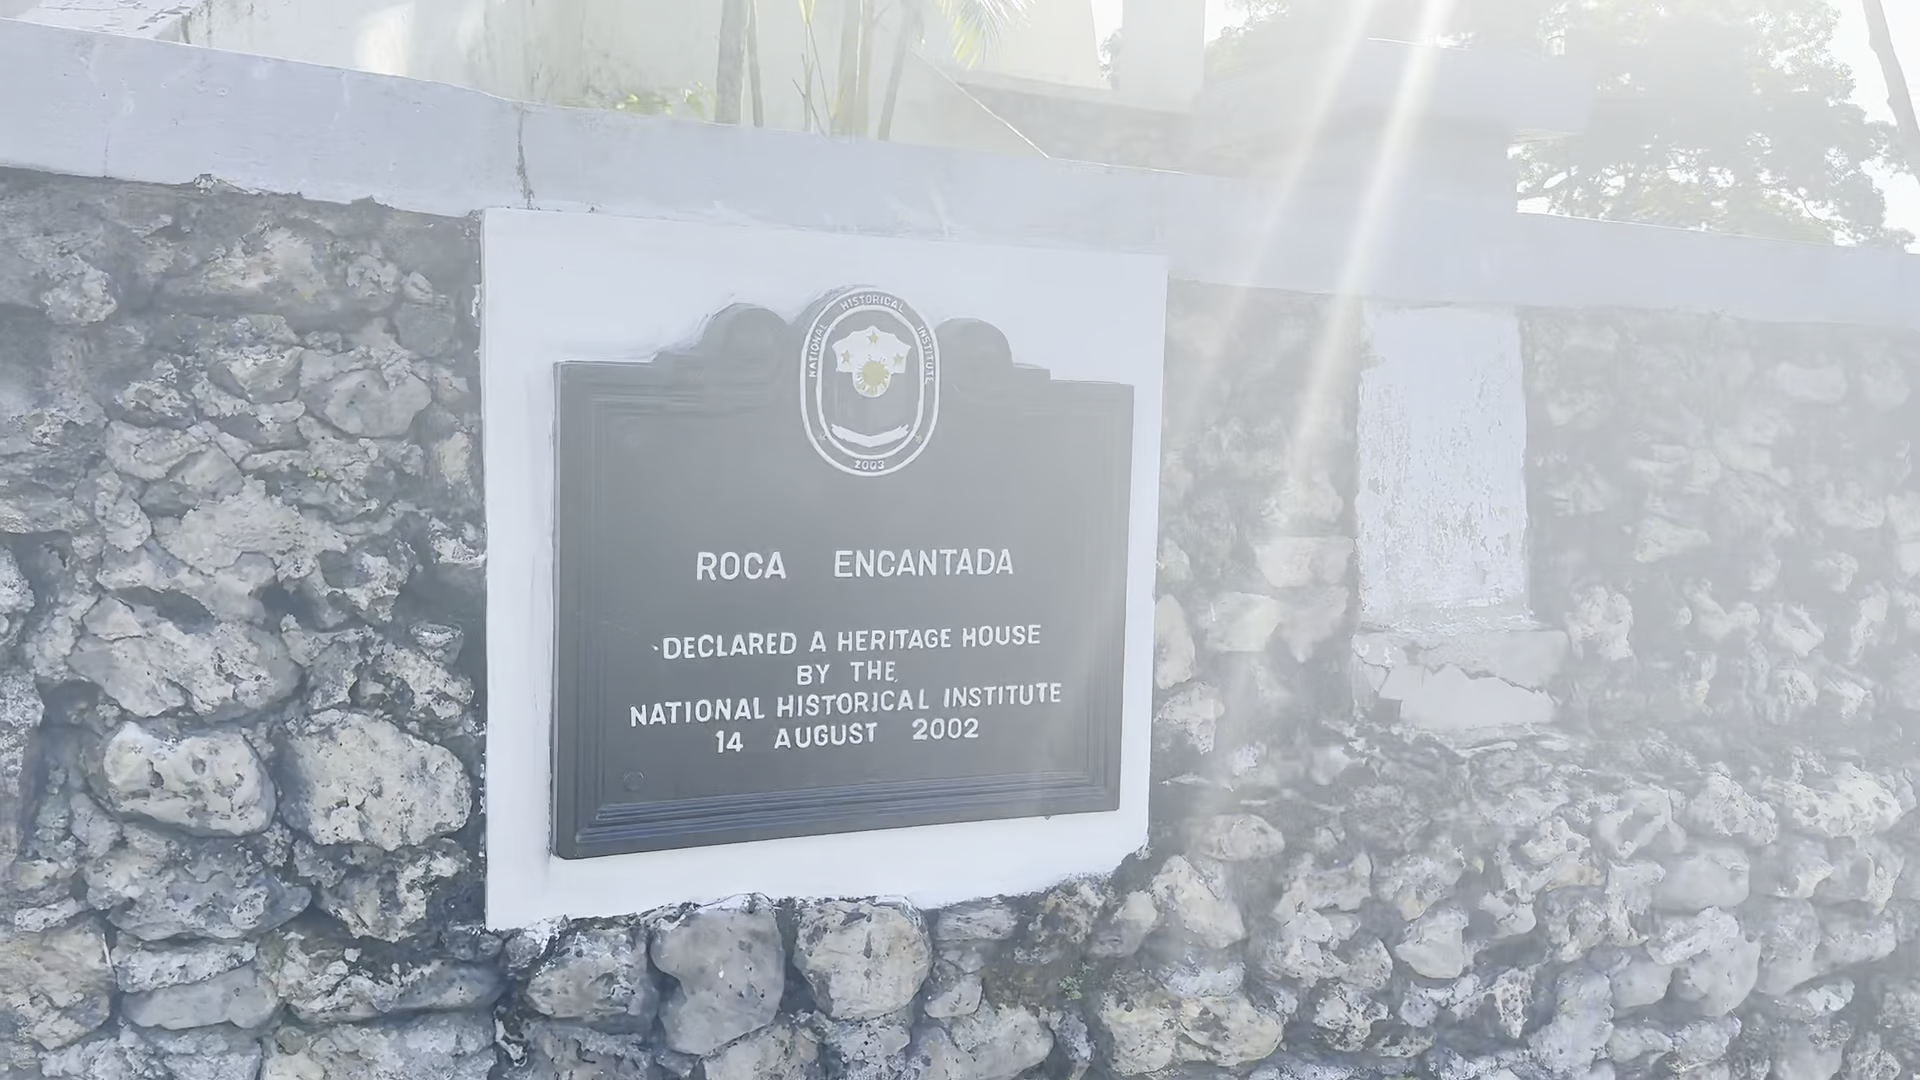 NATIONAL HISTORICAL INSTITUTE
2003
ROCA ENCANTADA
DECLARED A HERITAGE HOUSE
BY THE
NATIONAL HISTORICAL INSTITUTE
14 AUGUST 2002